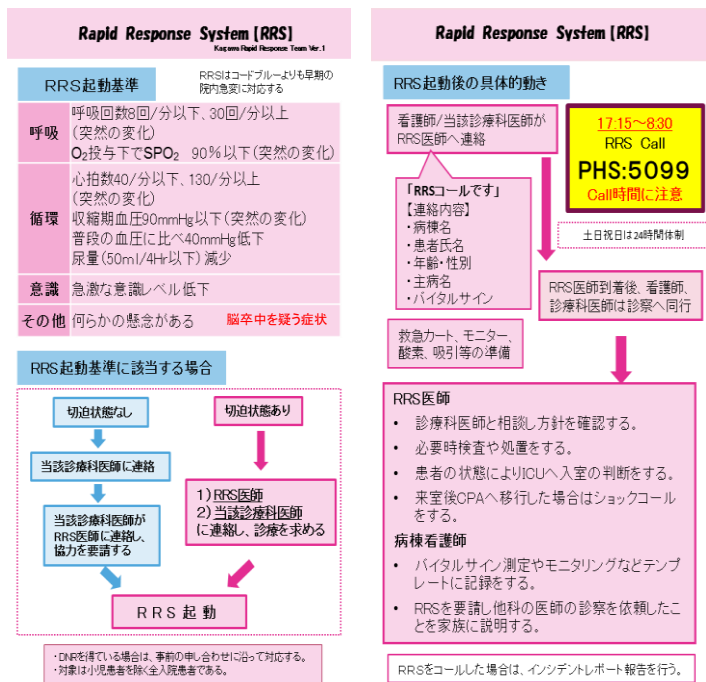 Rapid Response System【RRS】
Kagawa Rapid Response Team Ver.1
RRS起動基準
RRSはコードブルーよりも早期の
院内急変に対応する
呼吸
呼吸回数8回/分以下、30回/分以上
(突然の変化)
O₂投与下でSPO₂ 90%以下(突然の変化)
循環
心拍数40/分以下、130/分以上
(突然の変化)
収縮期血圧90mmHg以下(突然の変化)
普段の血圧に比べ40mmHg低下
尿量(50ml/4Hr以下)減少
意識
急激な意識レベル低下
その他
何らかの懸念がある 脳卒中を疑う症状
RRS起動基準に該当する場合
切迫状態なし
当該診療科医師に連絡
当該診療科医師が
RRS医師に連絡し、
協力を要請する
切迫状態あり
1)RRS医師
2)当該診療科医師
に連絡し、診療を求める
RRS起動
・DNRを得ている場合は、事前の申し合わせに沿って対応する。
・対象は小児患者を除く全入院患者である。
Rapid Response System【RRS】
RRS起動後の具体的動き
看護師/当該診療科医師が
RRS医師へ連絡
17:15～8:30
RRS Call
PHS:5099
Call時間に注意
土日祝日は24時間体制
「RRSコールです」
【連絡内容】
・病棟名
・患者氏名
・年齢・性別
・主病名
・バイタルサイン
RRS医師到着後、看護師、
診療科医師は診察へ同行
救急カート、モニター、
酸素、吸引等の準備
RRS医師
• 診療科医師と相談し方針を確認する。
• 必要時検査や処置をする。
• 患者の状態によりICUへ入室の判断をする。
• 来室後CPAへ移行した場合はショックコール
をする。
病棟看護師
• バイタルサイン測定やモニタリングなどテンプ
レートに記録をする。
• RRSを要請し他科の医師の診察を依頼したこ
とを家族に説明する。
RRSをコールした場合は、インシデントレポート報告を行う。